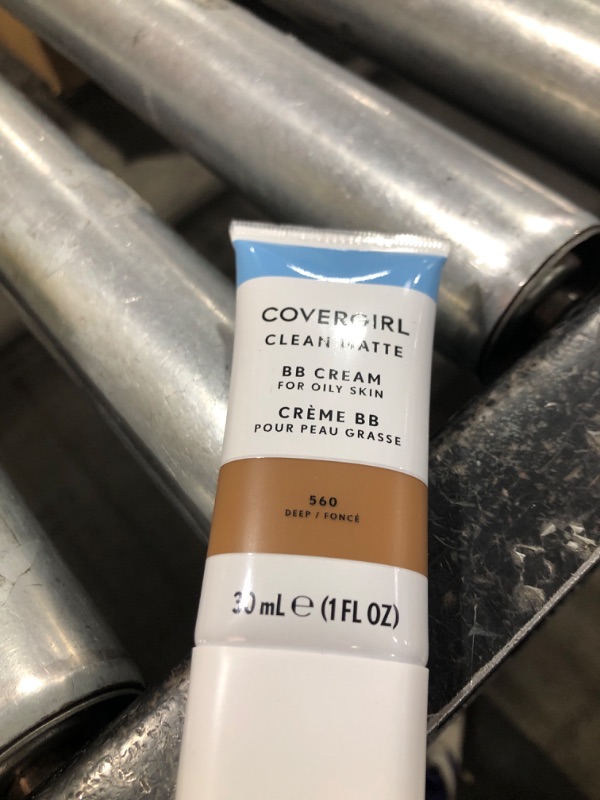 COVERGIRL
CLEAN MATTE
BB CREAM
FOR OILY SKIN
CRÈME BB
POUR PEAU GRASSE
560
DEEP / FONCÉ
30 mL ℮ (1 FL OZ)